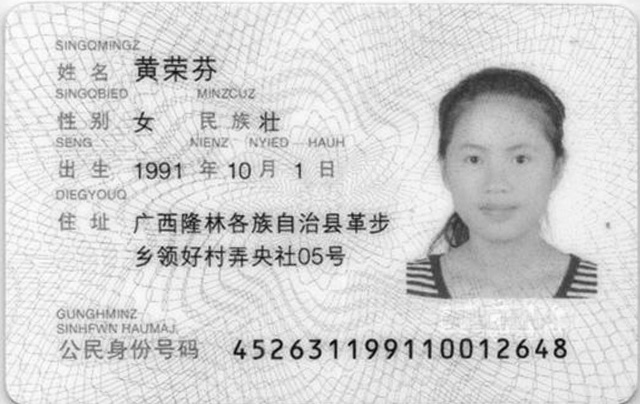 SINGQMINGZ
姓 名 黄荣芬
SINGQBIED MINZCUZ
性 别 女 民 族 壮
SENG NIENZ NYIED HAUH
出 生 1991 年 10 月 1 日
DIEGYOUQ
住 址 广西隆林各族自治县革步
乡领好村弄央社05号
GUNGHMINZ
SINHFWN HAUMAJ.
公民身份号码 452631199110012648